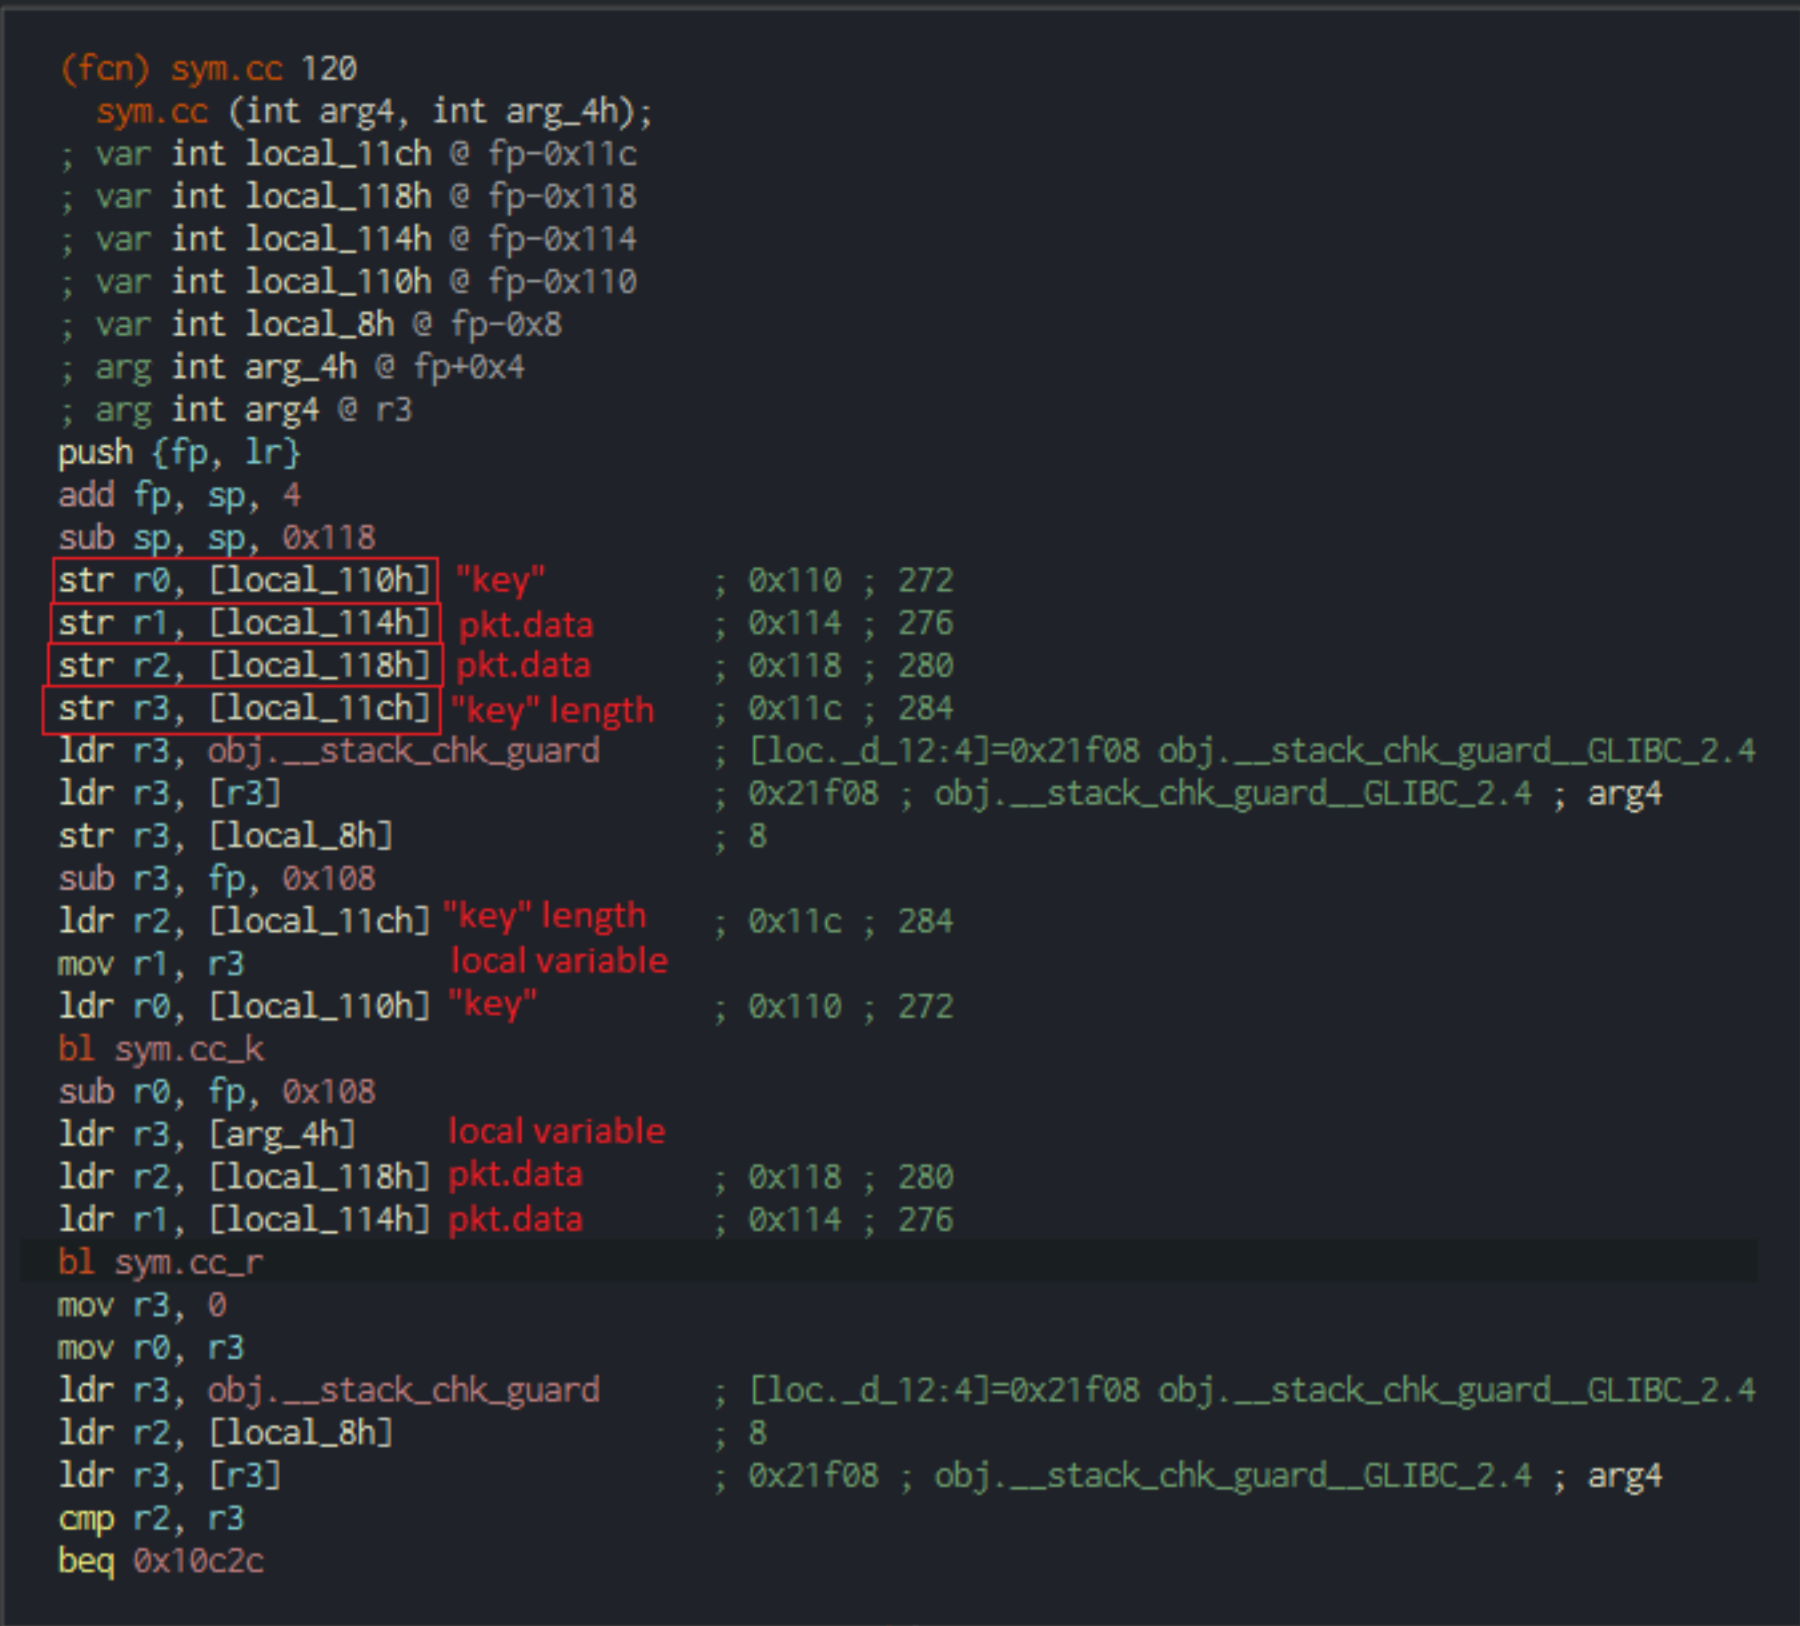 (fcn) sym.cc 120
sym.cc (int arg4, int arg_4h);
; var int local_11ch @ fp-0x11c
; var int local_118h @ fp-0x118
; var int local_114h @ fp-0x114
; var int local_110h @ fp-0x110
; var int local_8h @ fp-0x8
; arg int arg_4h @ fp+0x4
; arg int arg4 @ r3
push {fp, lr}
add fp, sp, 4
sub sp, sp, 0x118
str r0, [local_110h] "key" ; 0x110 ; 272
str r1, [local_114h] pkt.data ; 0x114 ; 276
str r2, [local_118h] pkt.data ; 0x118 ; 280
str r3, [local_11ch] "key" length ; 0x11c ; 284
ldr r3, obj.__stack_chk_guard ; [loc._d_12:4]=0x21f08 obj.__stack_chk_guard__GLIBC_2.4
ldr r3, [r3] ; 0x21f08 ; obj.__stack_chk_guard__GLIBC_2.4 ; arg4
str r3, [local_8h] ; 8
sub r3, fp, 0x108
ldr r2, [local_11ch] "key" length ; 0x11c ; 284
mov r1, r3 local variable
ldr r0, [local_110h] "key" ; 0x110 ; 272
bl sym.cc_k
sub r0, fp, 0x108
ldr r3, [arg_4h] local variable
ldr r2, [local_118h] pkt.data ; 0x118 ; 280
ldr r1, [local_114h] pkt.data ; 0x114 ; 276
bl sym.cc_r
mov r3, 0
mov r0, r3
ldr r3, obj.__stack_chk_guard ; [loc._d_12:4]=0x21f08 obj.__stack_chk_guard__GLIBC_2.4
ldr r2, [local_8h] ; 8
ldr r3, [r3] ; 0x21f08 ; obj.__stack_chk_guard__GLIBC_2.4 ; arg4
cmp r2, r3
beq 0x10c2c